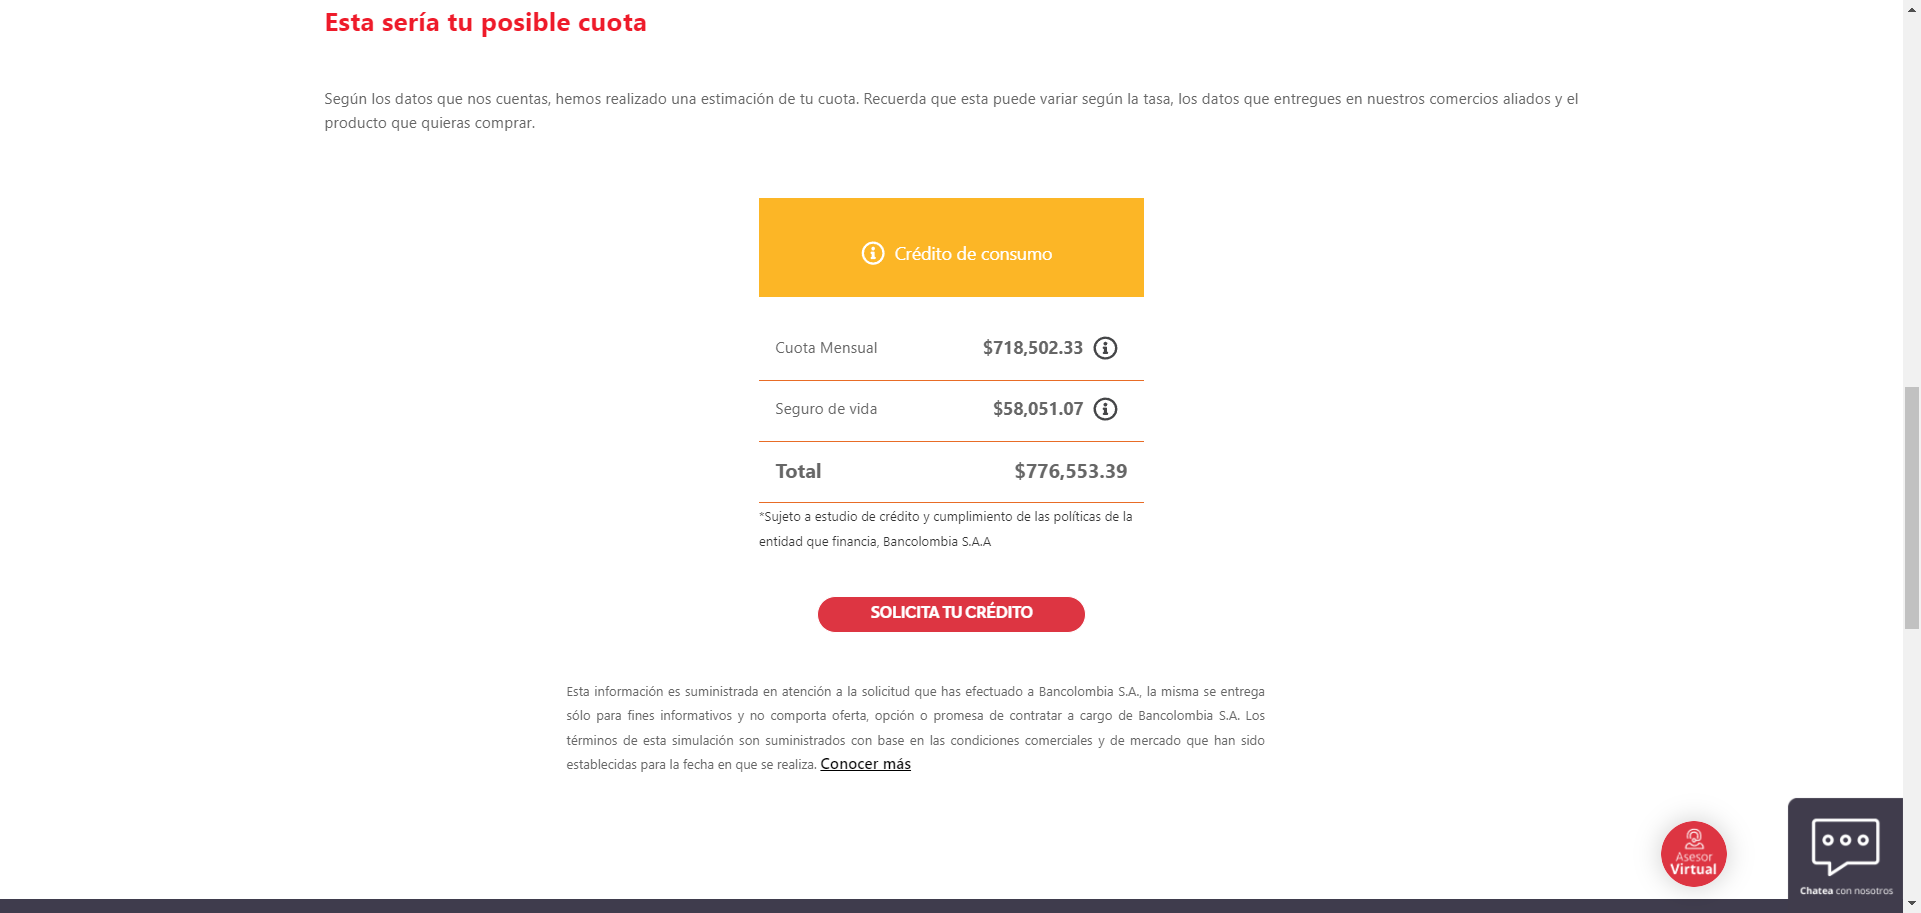 Esta sería tu posible cuota
Según los datos que nos cuentas, hemos realizado una estimación de tu cuota. Recuerda que esta puede variar según la tasa, los datos que entregues en nuestros comercios aliados y el
producto que quieras comprar.
Crédito de consumo
Cuota Mensual $718,502.33
Seguro de vida $58,051.07
Total $776,553.39
*Sujeto a estudio de crédito y cumplimiento de las políticas de la
entidad que financia, Bancolombia S.A.A
SOLICITA TU CRÉDITO
Esta información es suministrada en atención a la solicitud que has efectuado a Bancolombia S.A., la misma se entrega
sólo para fines informativos y no comporta oferta, opción o promesa de contratar a cargo de Bancolombia S.A. Los
términos de esta simulación son suministrados con base en las condiciones comerciales y de mercado que han sido
establecidas para la fecha en que se realiza. Conocer más
Asesor
Virtual
Chatea con nosotros